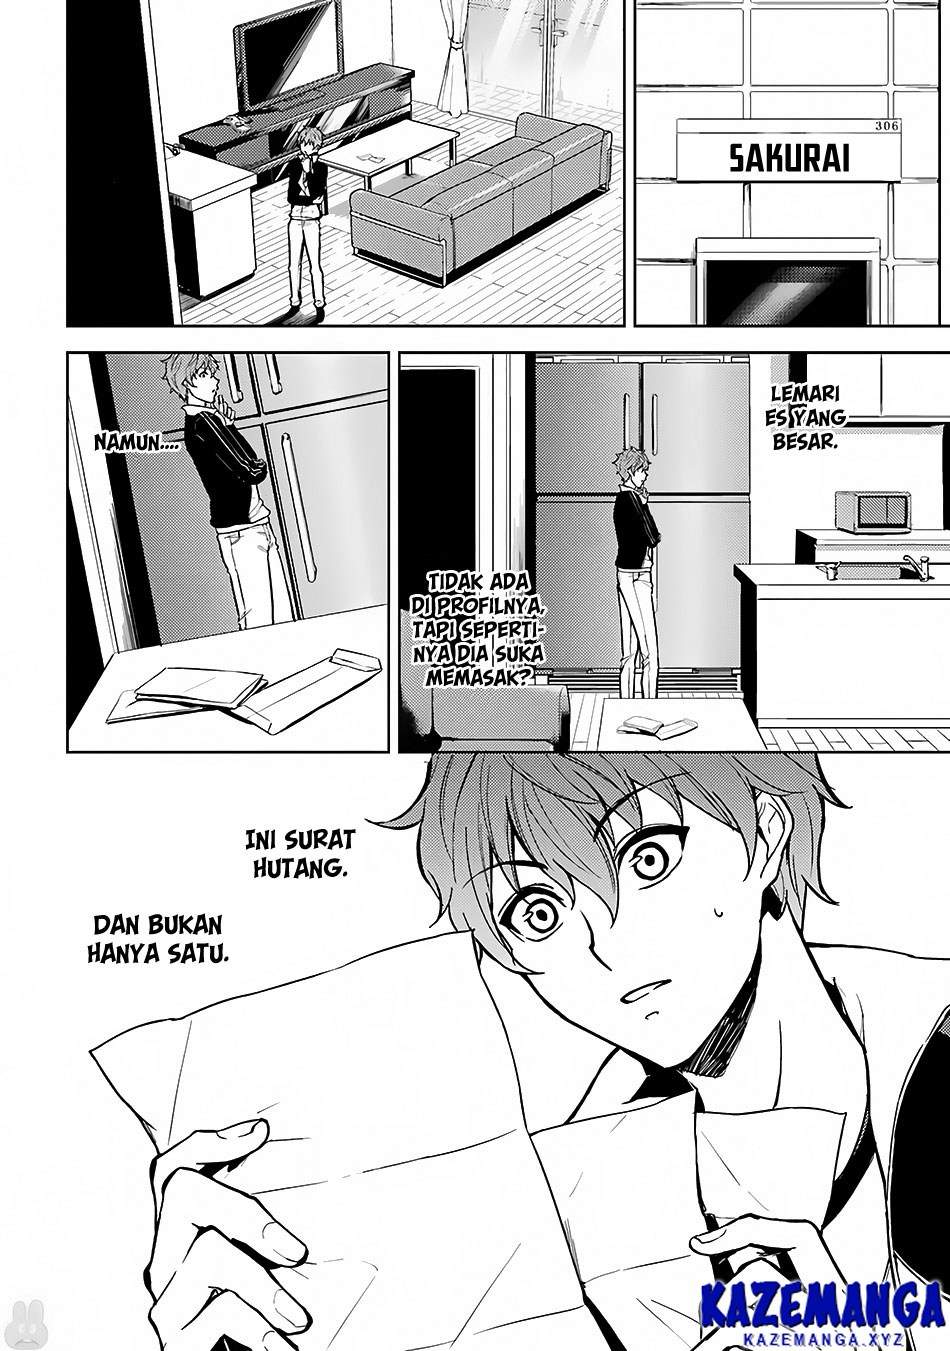 306
SAKURAI
LEMARI
ES YANG
BESAR.
TIDAK ADA
DI PROFILNYA,
TAPI SEPERTI-
NYA DIA SUKA
MEMASAK?
NAMUN....
INI SURAT
HUTANG.
DAN BUKAN
HANYA SATU.
KAZEMANGA
KAZEMANGA.XYZ